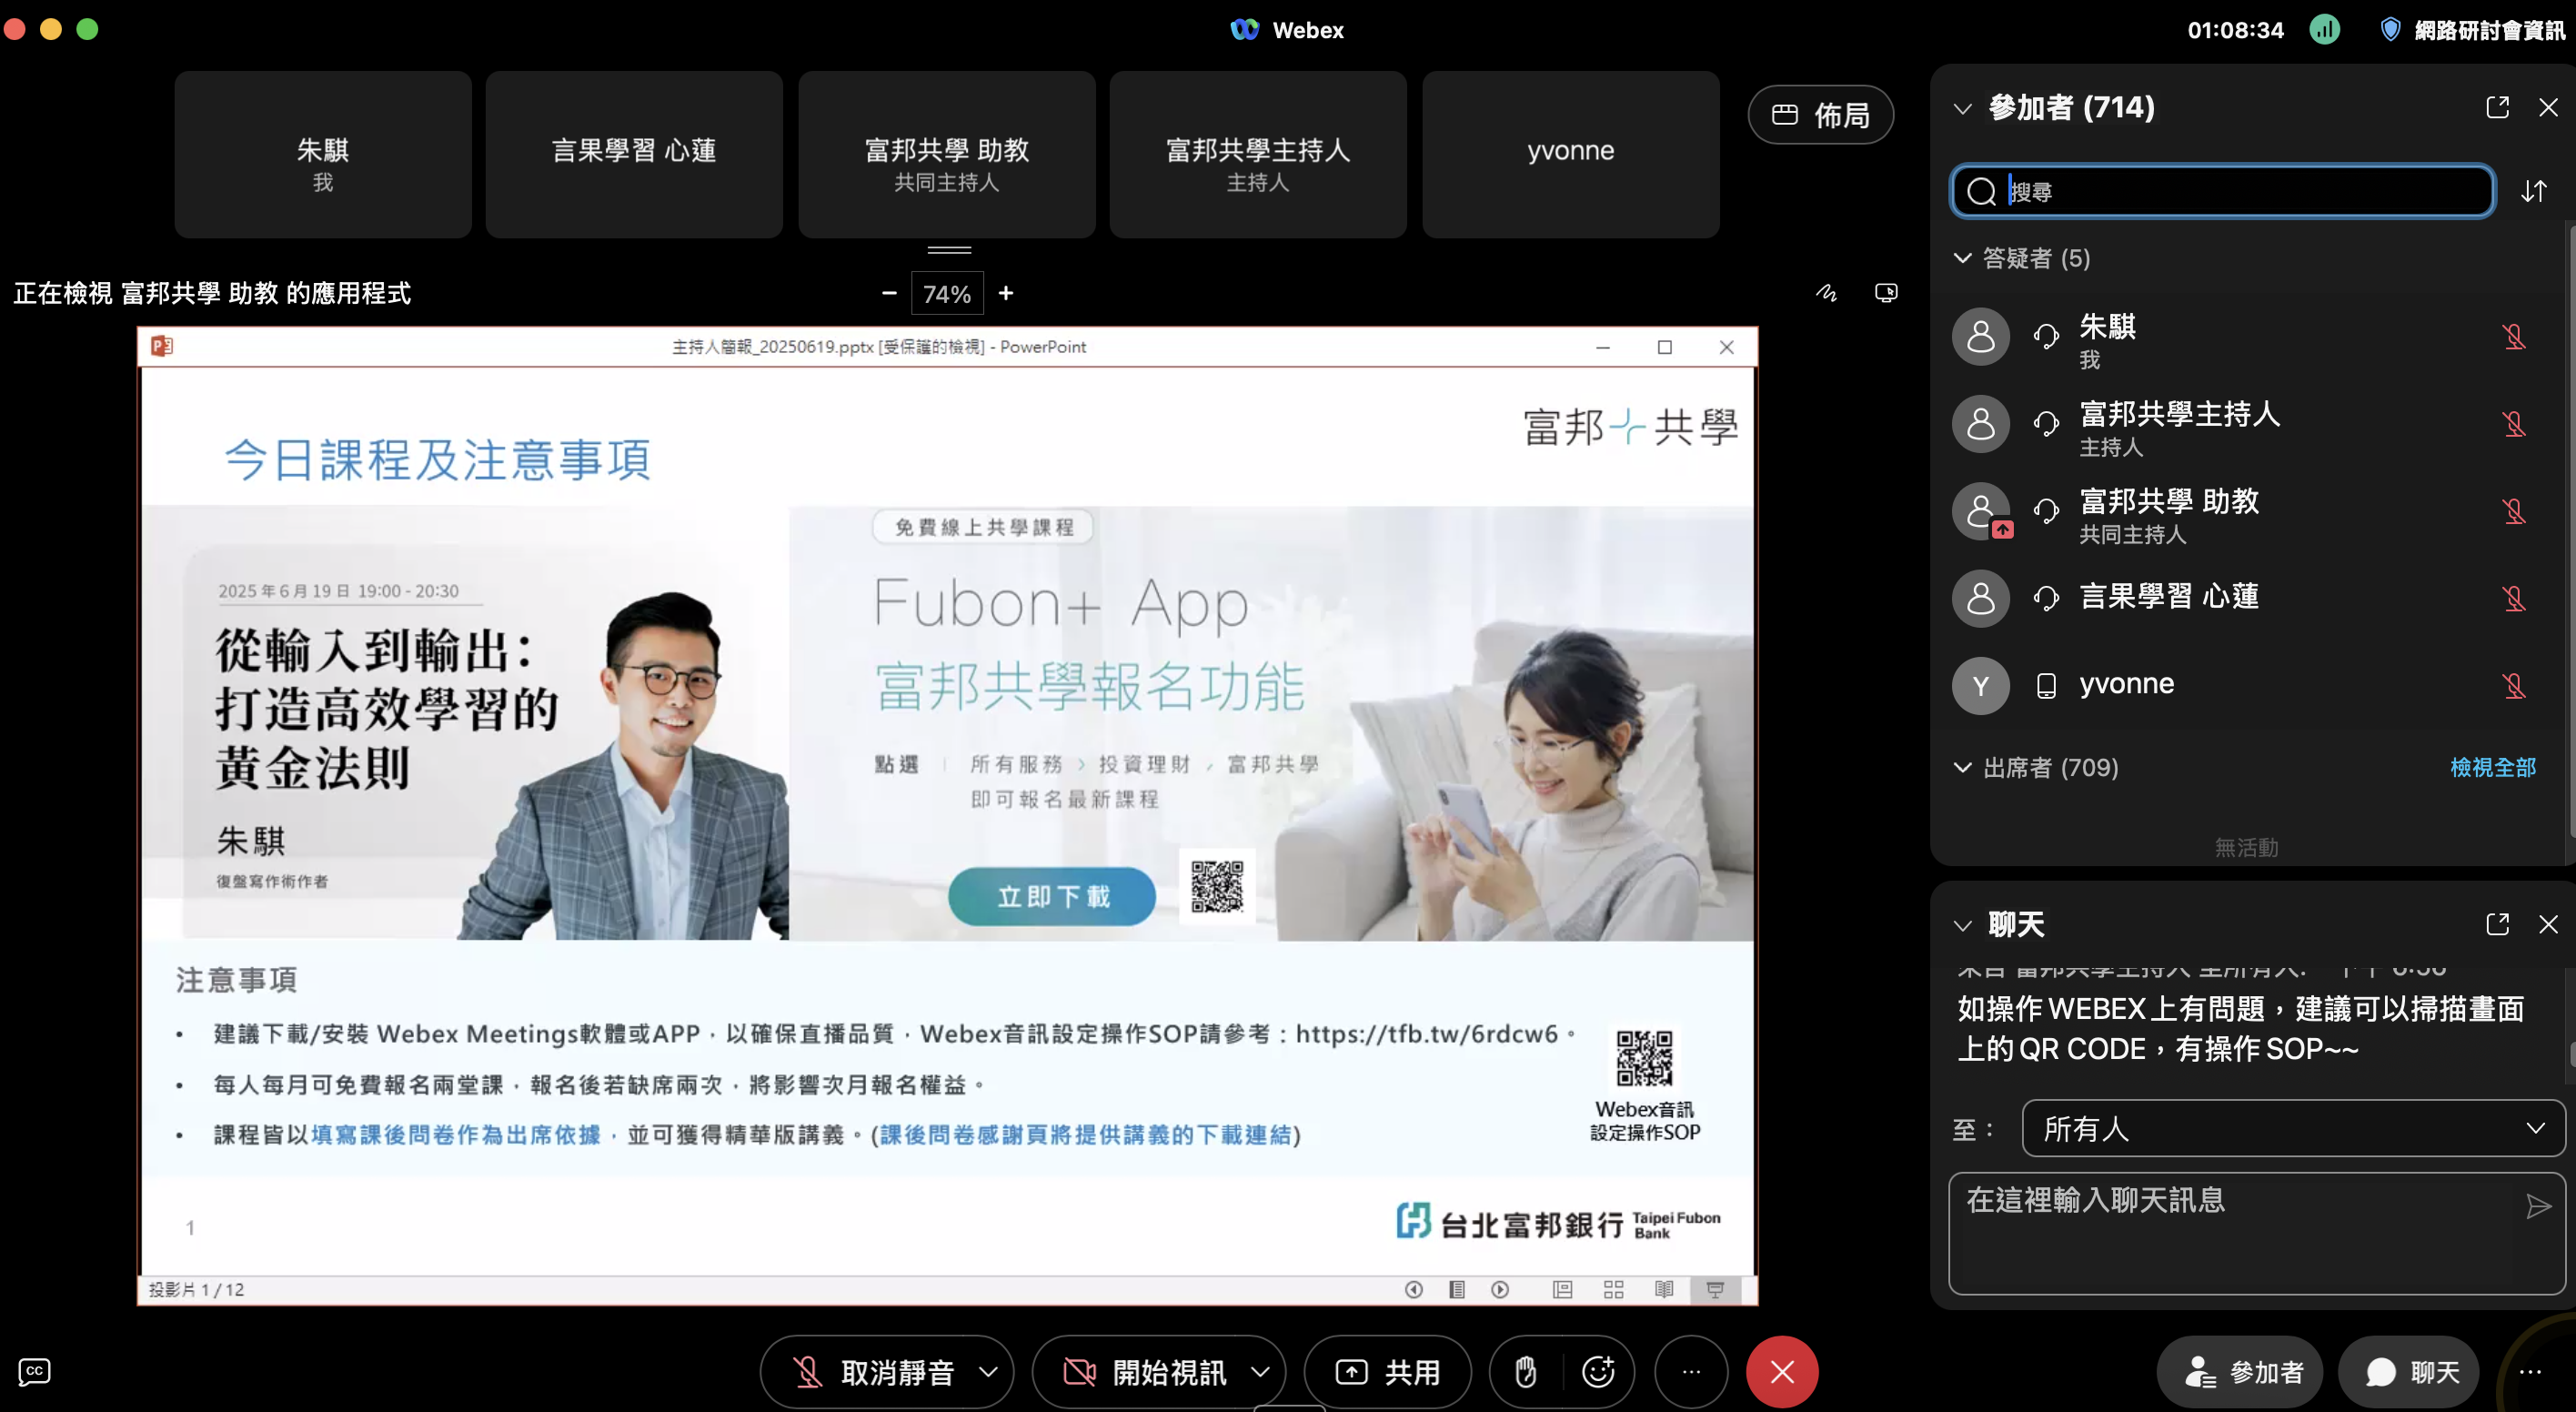 Webex
01:08:34
網路研討會資訊
朱騏
我
言果學習 心蓮
富邦共學 助教
共同主持人
富邦共學主持人
主持人
yvonne
佈局
正在檢視 富邦共學 助教 的應用程式
74%
主持人簡報_20250619.pptx [受保護的檢視] - PowerPoint
今日課程及注意事項
富邦 共學
2025 年 6 月 19 日 19:00 - 20:30
從輸入到輸出：
打造高效學習的
黃金法則
朱騏
復盤寫作術作者
免費線上共學課程
Fubon+ App
富邦共學報名功能
點選 | 所有服務 > 投資理財 > 富邦共學
即可報名最新課程
立即下載
注意事項
• 建議下載/安裝 Webex Meetings軟體或APP，以確保直播品質，Webex音訊設定操作SOP請參考：https://tfb.tw/6rdcw6。
• 每人每月可免費報名兩堂課，報名後若缺席兩次，將影響次月報名權益。
• 課程皆以填寫課後問卷作為出席依據，並可獲得精華版講義。(課後問卷感謝頁將提供講義的下載連結)
Webex音訊
設定操作SOP
1
台北富邦銀行 Taipei Fubon Bank
投影片 1 / 12
參加者 (714)
搜尋
答疑者 (5)
朱騏
我
富邦共學主持人
主持人
富邦共學 助教
共同主持人
言果學習 心蓮
Y
yvonne
出席者 (709)
檢視全部
無活動
聊天
如操作WEBEX上有問題，建議可以掃描畫面
上的QR CODE，有操作SOP~~
至：
所有人
在這裡輸入聊天訊息
CC
取消靜音
開始視訊
共用
參加者
聊天